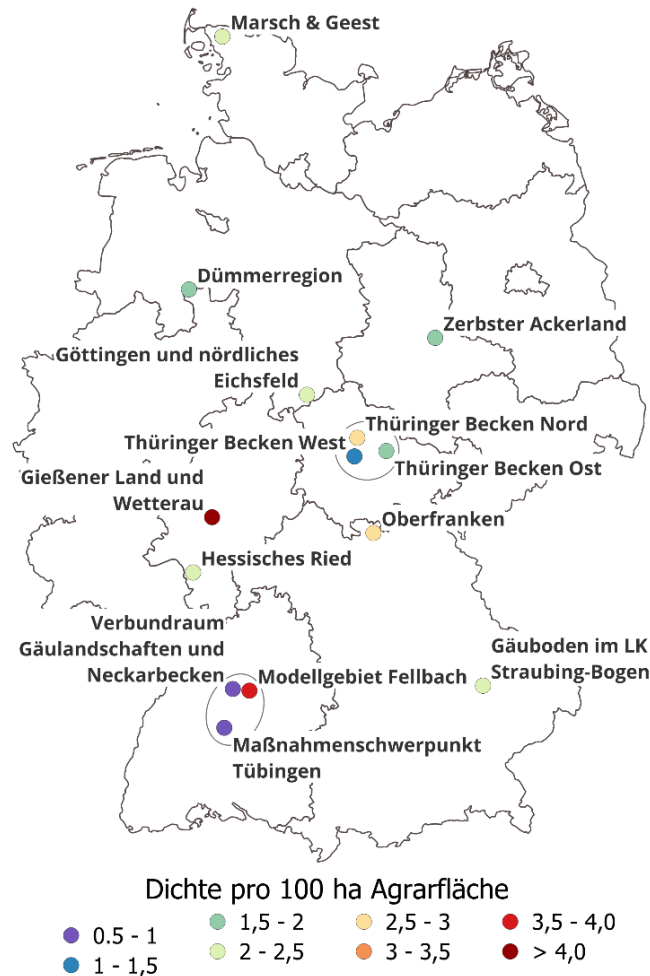 Marsch & Geest
Dümmerregion
Zerbster Ackerland
Göttingen und nördliches
Eichsfeld
Thüringer Becken Nord
Thüringer Becken West
Thüringer Becken Ost
Gießener Land und
Wetterau
Oberfranken
Hessisches Ried
Verbundraum
Gäulandschaften und
Neckarbecken
Modellgebiet Fellbach
Gäuboden im LK
Straubing-Bogen
Maßnahmenschwerpunkt
Tübingen
Dichte pro 100 ha Agrarfläche
0.5 - 1
1 - 1,5
1,5 - 2
2 - 2,5
2,5 - 3
3 - 3,5
3,5 - 4,0
> 4,0